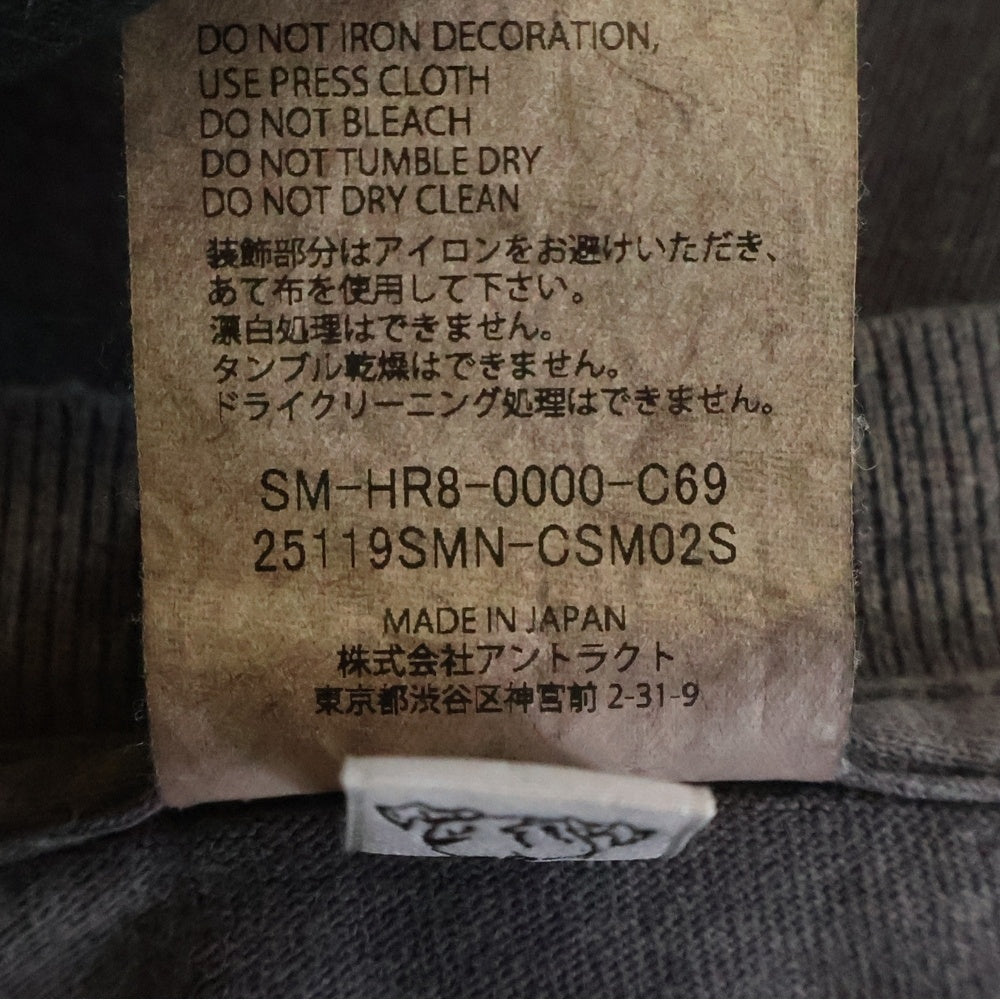 DO NOT IRON DECORATION,
USE PRESS CLOTH
DO NOT BLEACH
DO NOT TUMBLE DRY
DO NOT DRY CLEAN
装飾部分はアイロンをお避けいただき、
あて布を使用して下さい。
漂白処理はできません。
タンブル乾燥はできません。
ドライクリーニング処理はできません。
SM-HR8-0000-C69
25119SMN-CSM02S
MADE IN JAPAN
株式会社アントラクト
東京都渋谷区神宮前 2-31-9